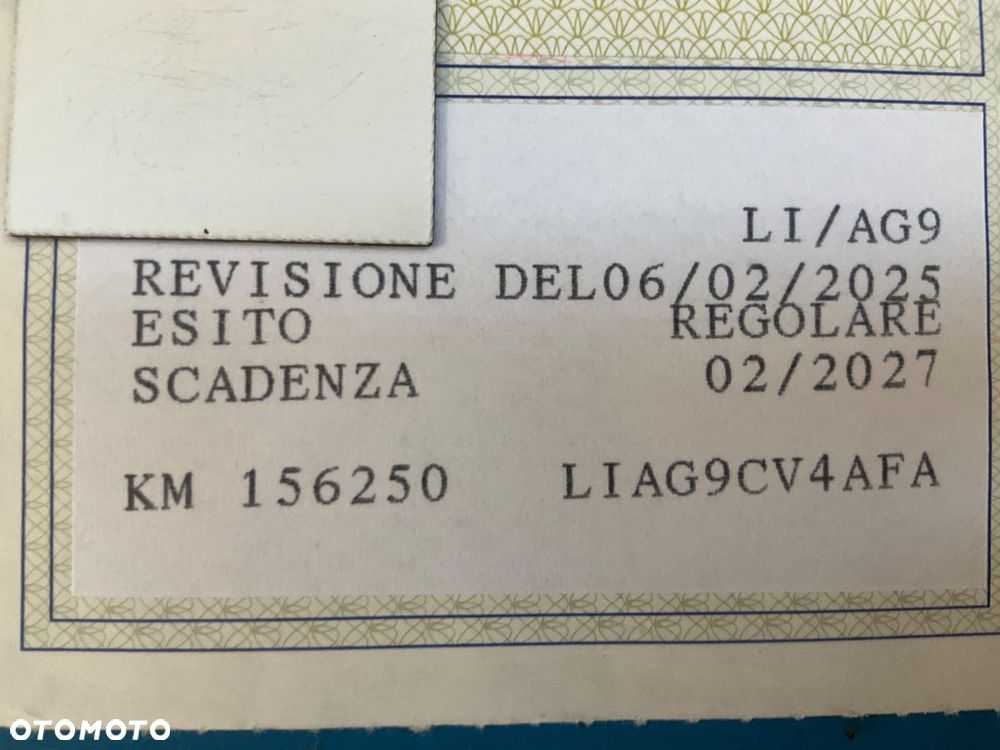 LI/AG9
REVISIONE DEL06/02/2025
ESITO REGOLARE
SCADENZA 02/2027
KM 156250 LIAG9CV4AFA
OTOMOTO